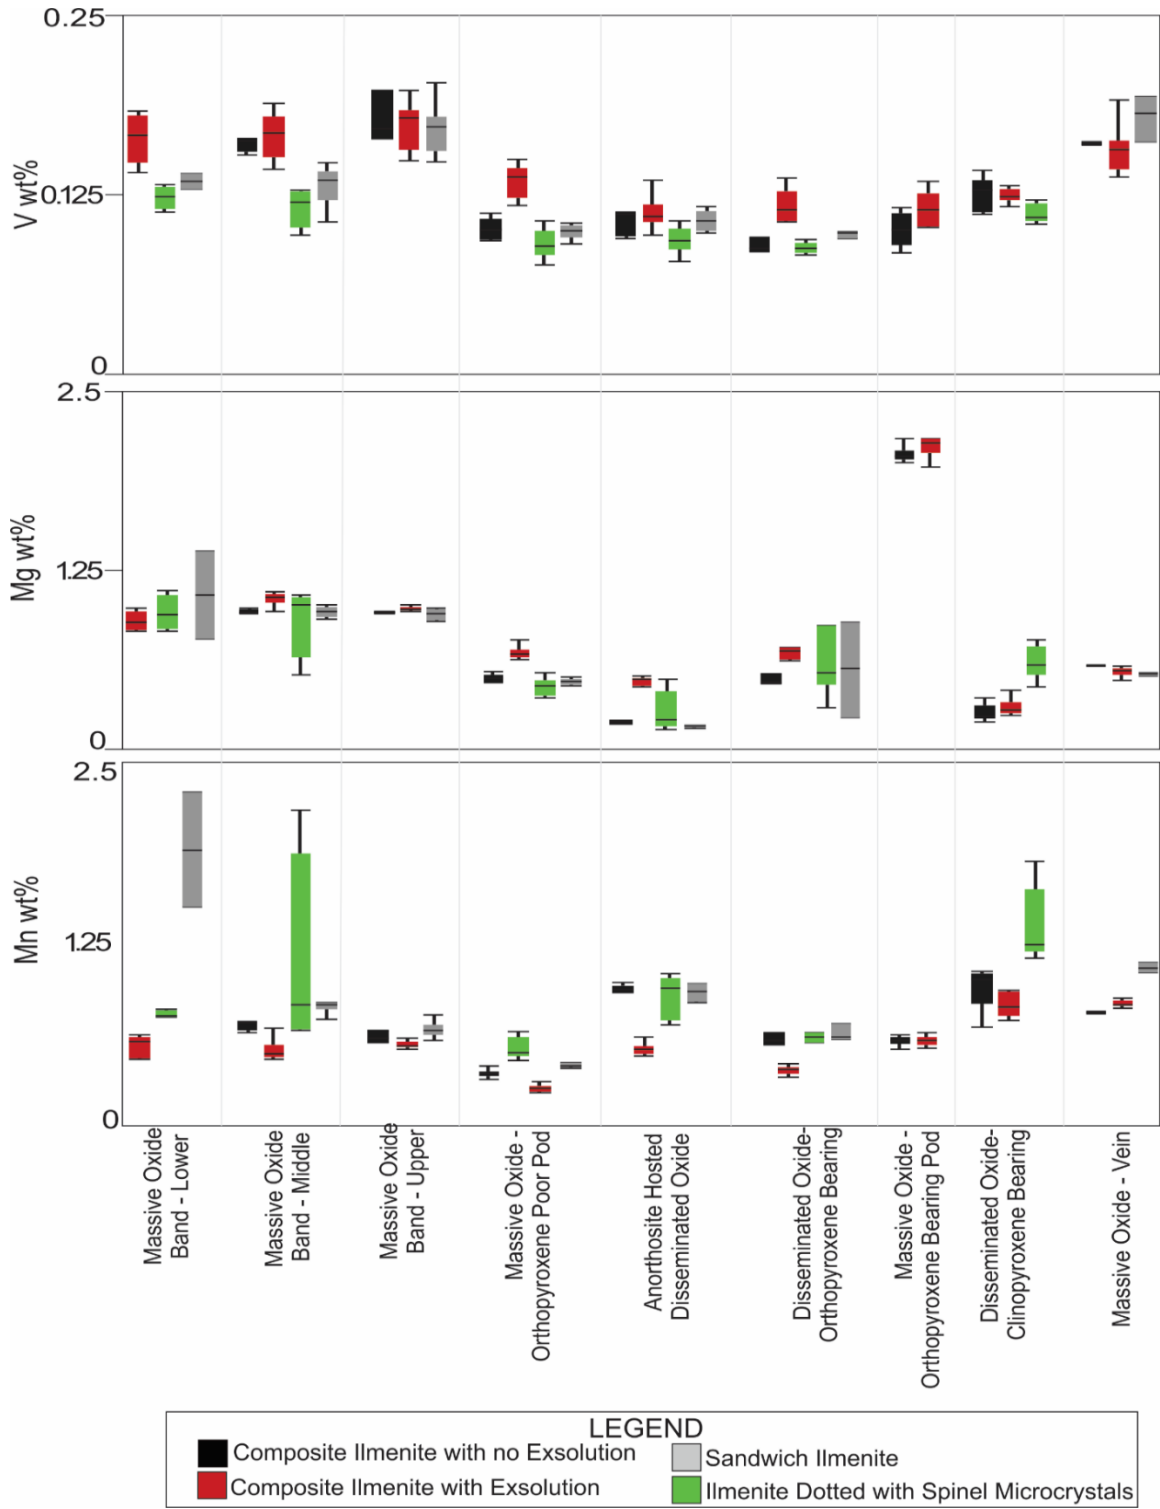 0.25
V wt%
0.125
0
2.5
Mg wt%
1.25
0
2.5
Mn wt%
1.25
0
Massive Oxide
Band - Lower
Massive Oxide
Band - Middle
Massive Oxide
Band - Upper
Massive Oxide -
Orthopyroxene Poor Pod
Anorthosite Hosted
Disseminated Oxide
Disseminated Oxide-
Orthopyroxene Bearing
Massive Oxide -
Orthopyroxene Bearing Pod
Disseminated Oxide-
Clinopyroxene Bearing
Massive Oxide - Vein
LEGEND
Composite Ilmenite with no Exsolution
Sandwich Ilmenite
Composite Ilmenite with Exsolution
Ilmenite Dotted with Spinel Microcrystals